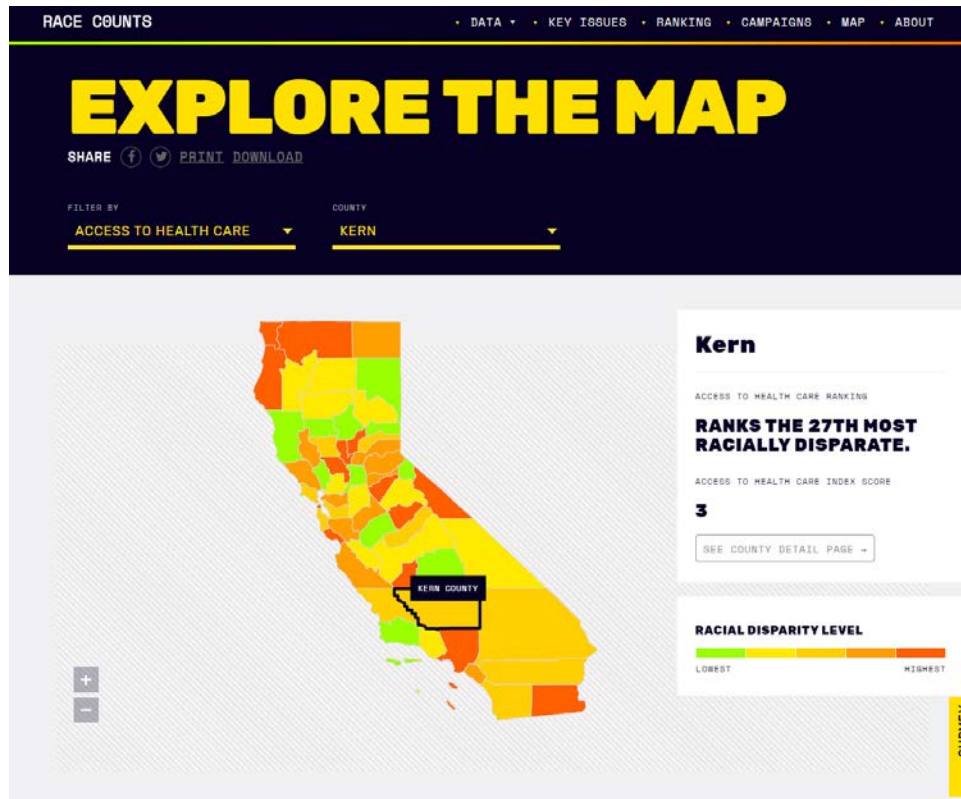 RACE COUNTS
• DATA ▾ • KEY ISSUES • RANKING • CAMPAIGNS • MAP • ABOUT
EXPLORE THE MAP
SHARE PRINT DOWNLOAD
FILTER BY COUNTY
ACCESS TO HEALTH CARE KERN
Kern
ACCESS TO HEALTH CARE RANKING
RANKS THE 27TH MOST
RACIALLY DISPARATE.
ACCESS TO HEALTH CARE INDEX SCORE
3
SEE COUNTY DETAIL PAGE →
KERN COUNTY
RACIAL DISPARITY LEVEL
LOWEST HIGHEST
+
−
SURVEY